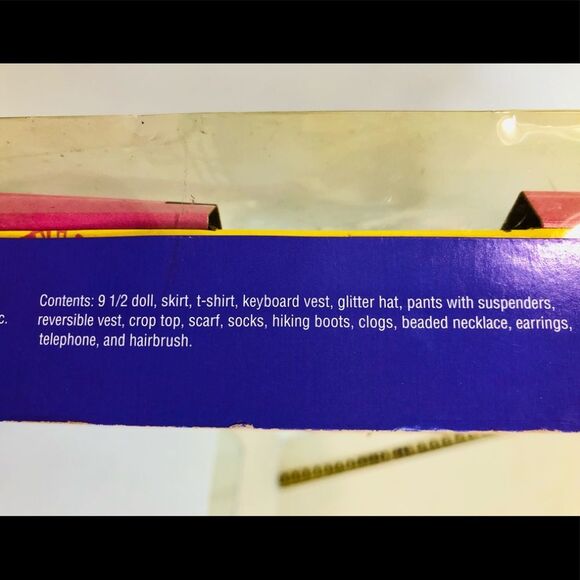 Contents: 9 1/2 doll, skirt, t-shirt, keyboard vest, glitter hat, pants with suspenders,
c. reversible vest, crop top, scarf, socks, hiking boots, clogs, beaded necklace, earrings,
telephone, and hairbrush.